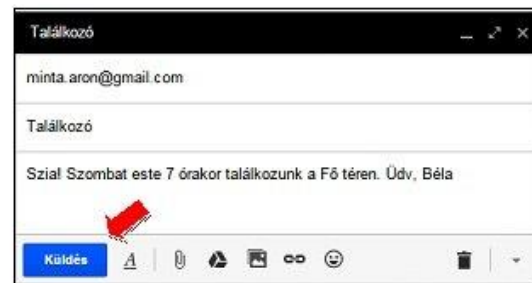 Találkozó
minta.aron@gmail.com
Találkozó
Szia! Szombat este 7 órakor találkozunk a Fő téren. Üdv, Béla
Küldés A